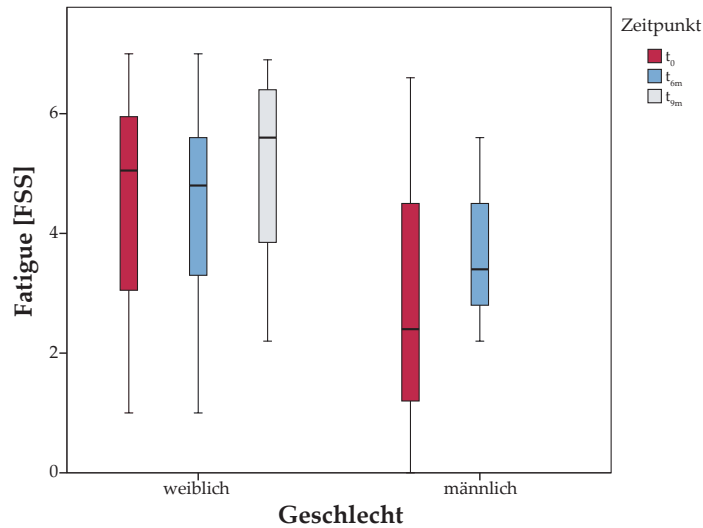 Zeitpunkt
t0
t6m
t9m
Fatigue [FSS]
6
4
2
0
weiblich
männlich
Geschlecht